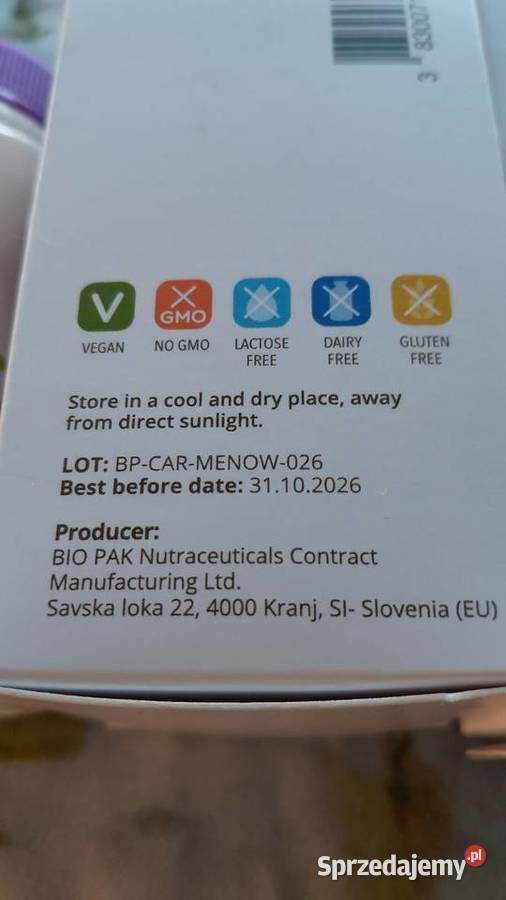 3 83007
V
GMO
VEGAN
NO GMO
LACTOSE FREE
DAIRY FREE
GLUTEN FREE
Store in a cool and dry place, away
from direct sunlight.
LOT: BP-CAR-MENOW-026
Best before date: 31.10.2026
Producer:
BIO PAK Nutraceuticals Contract
Manufacturing Ltd.
Savska loka 22, 4000 Kranj, SI- Slovenia (EU)
Sprzedajemy.pl